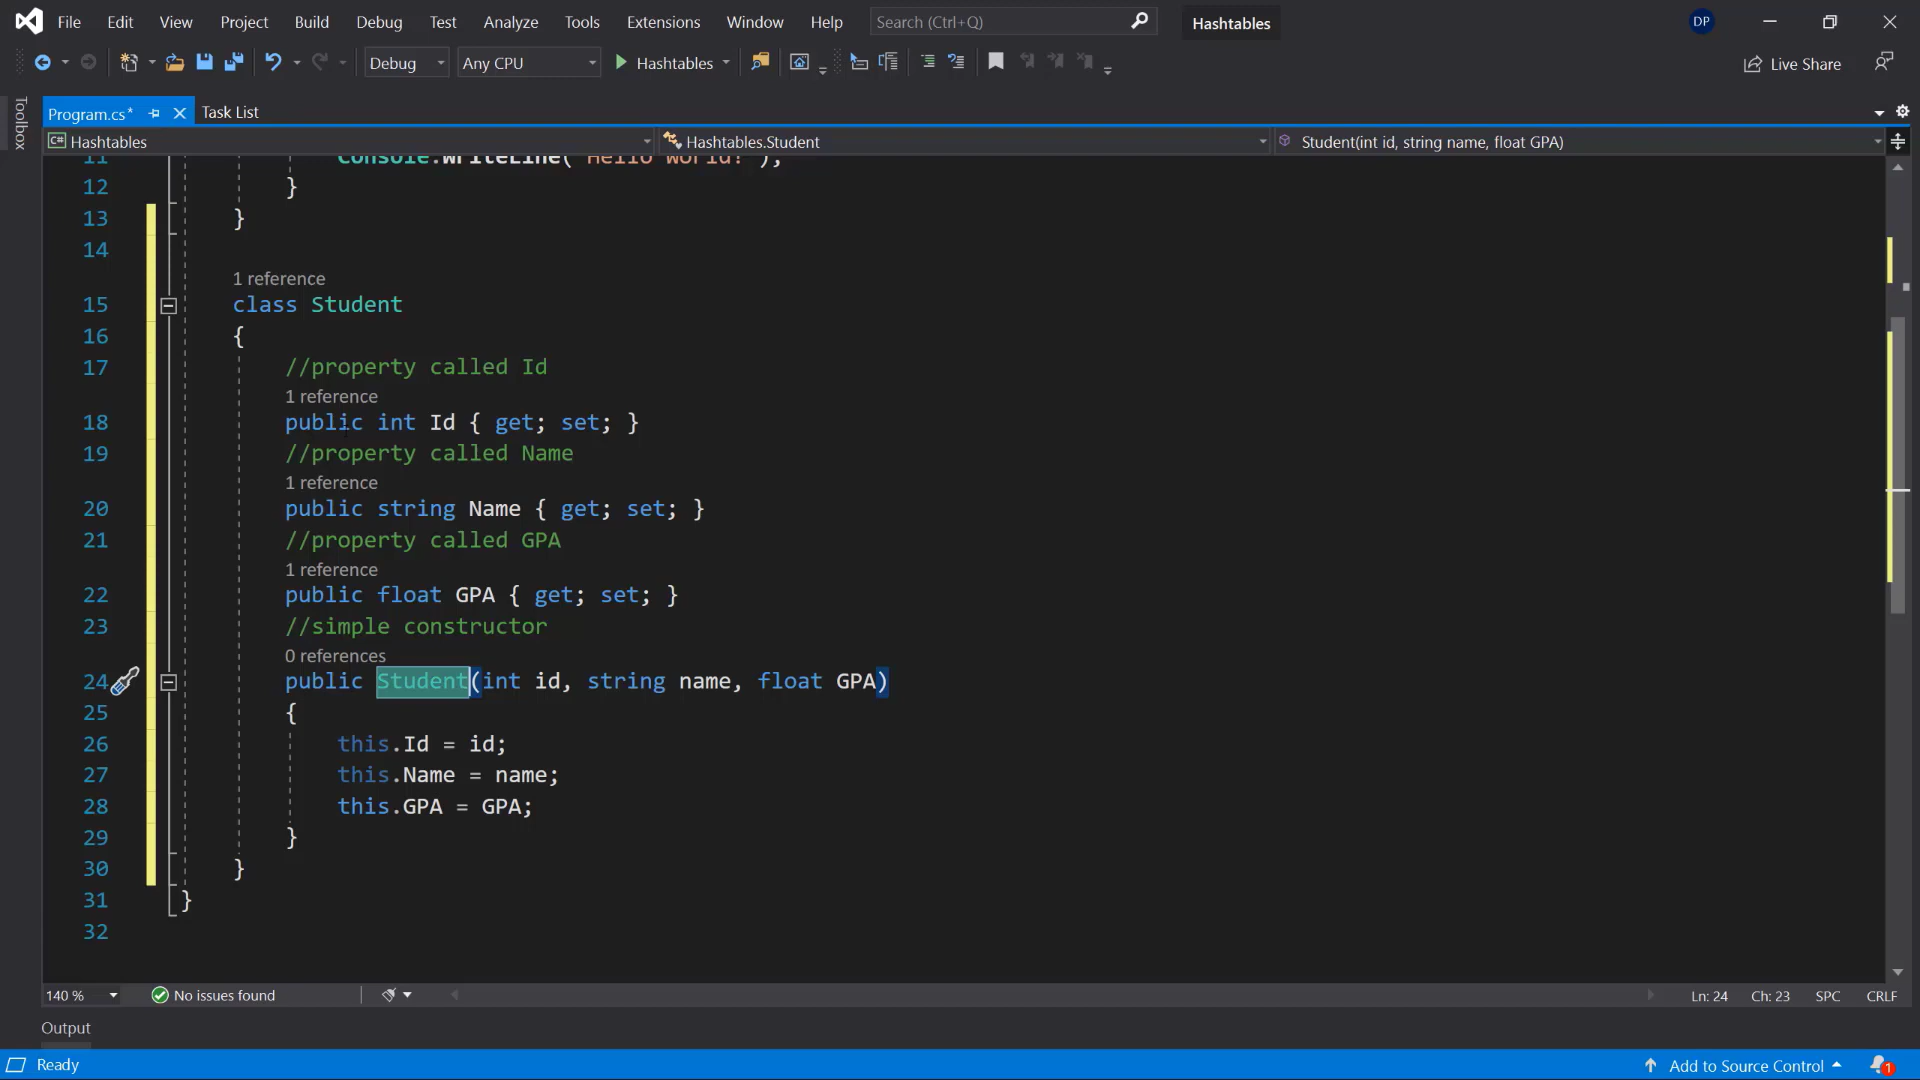 File Edit View Project Build Debug Test Analyze Tools Extensions Window Help Search (Ctrl+Q) Hashtables DP
Debug Any CPU Hashtables Live Share
Toolbox
Program.cs* Task List
C# Hashtables Hashtables.Student Student(int id, string name, float GPA)
11 Console.WriteLine("Hello World!");
12 }
13 }
14
1 reference
15 class Student
16 {
17 //property called Id
1 reference
18 public int Id { get; set; }
19 //property called Name
1 reference
20 public string Name { get; set; }
21 //property called GPA
1 reference
22 public float GPA { get; set; }
23 //simple constructor
0 references
24 public Student(int id, string name, float GPA)
25 {
26 this.Id = id;
27 this.Name = name;
28 this.GPA = GPA;
29 }
30 }
31 }
32
140 % No issues found Ln: 24 Ch: 23 SPC CRLF
Output
Ready Add to Source Control 1